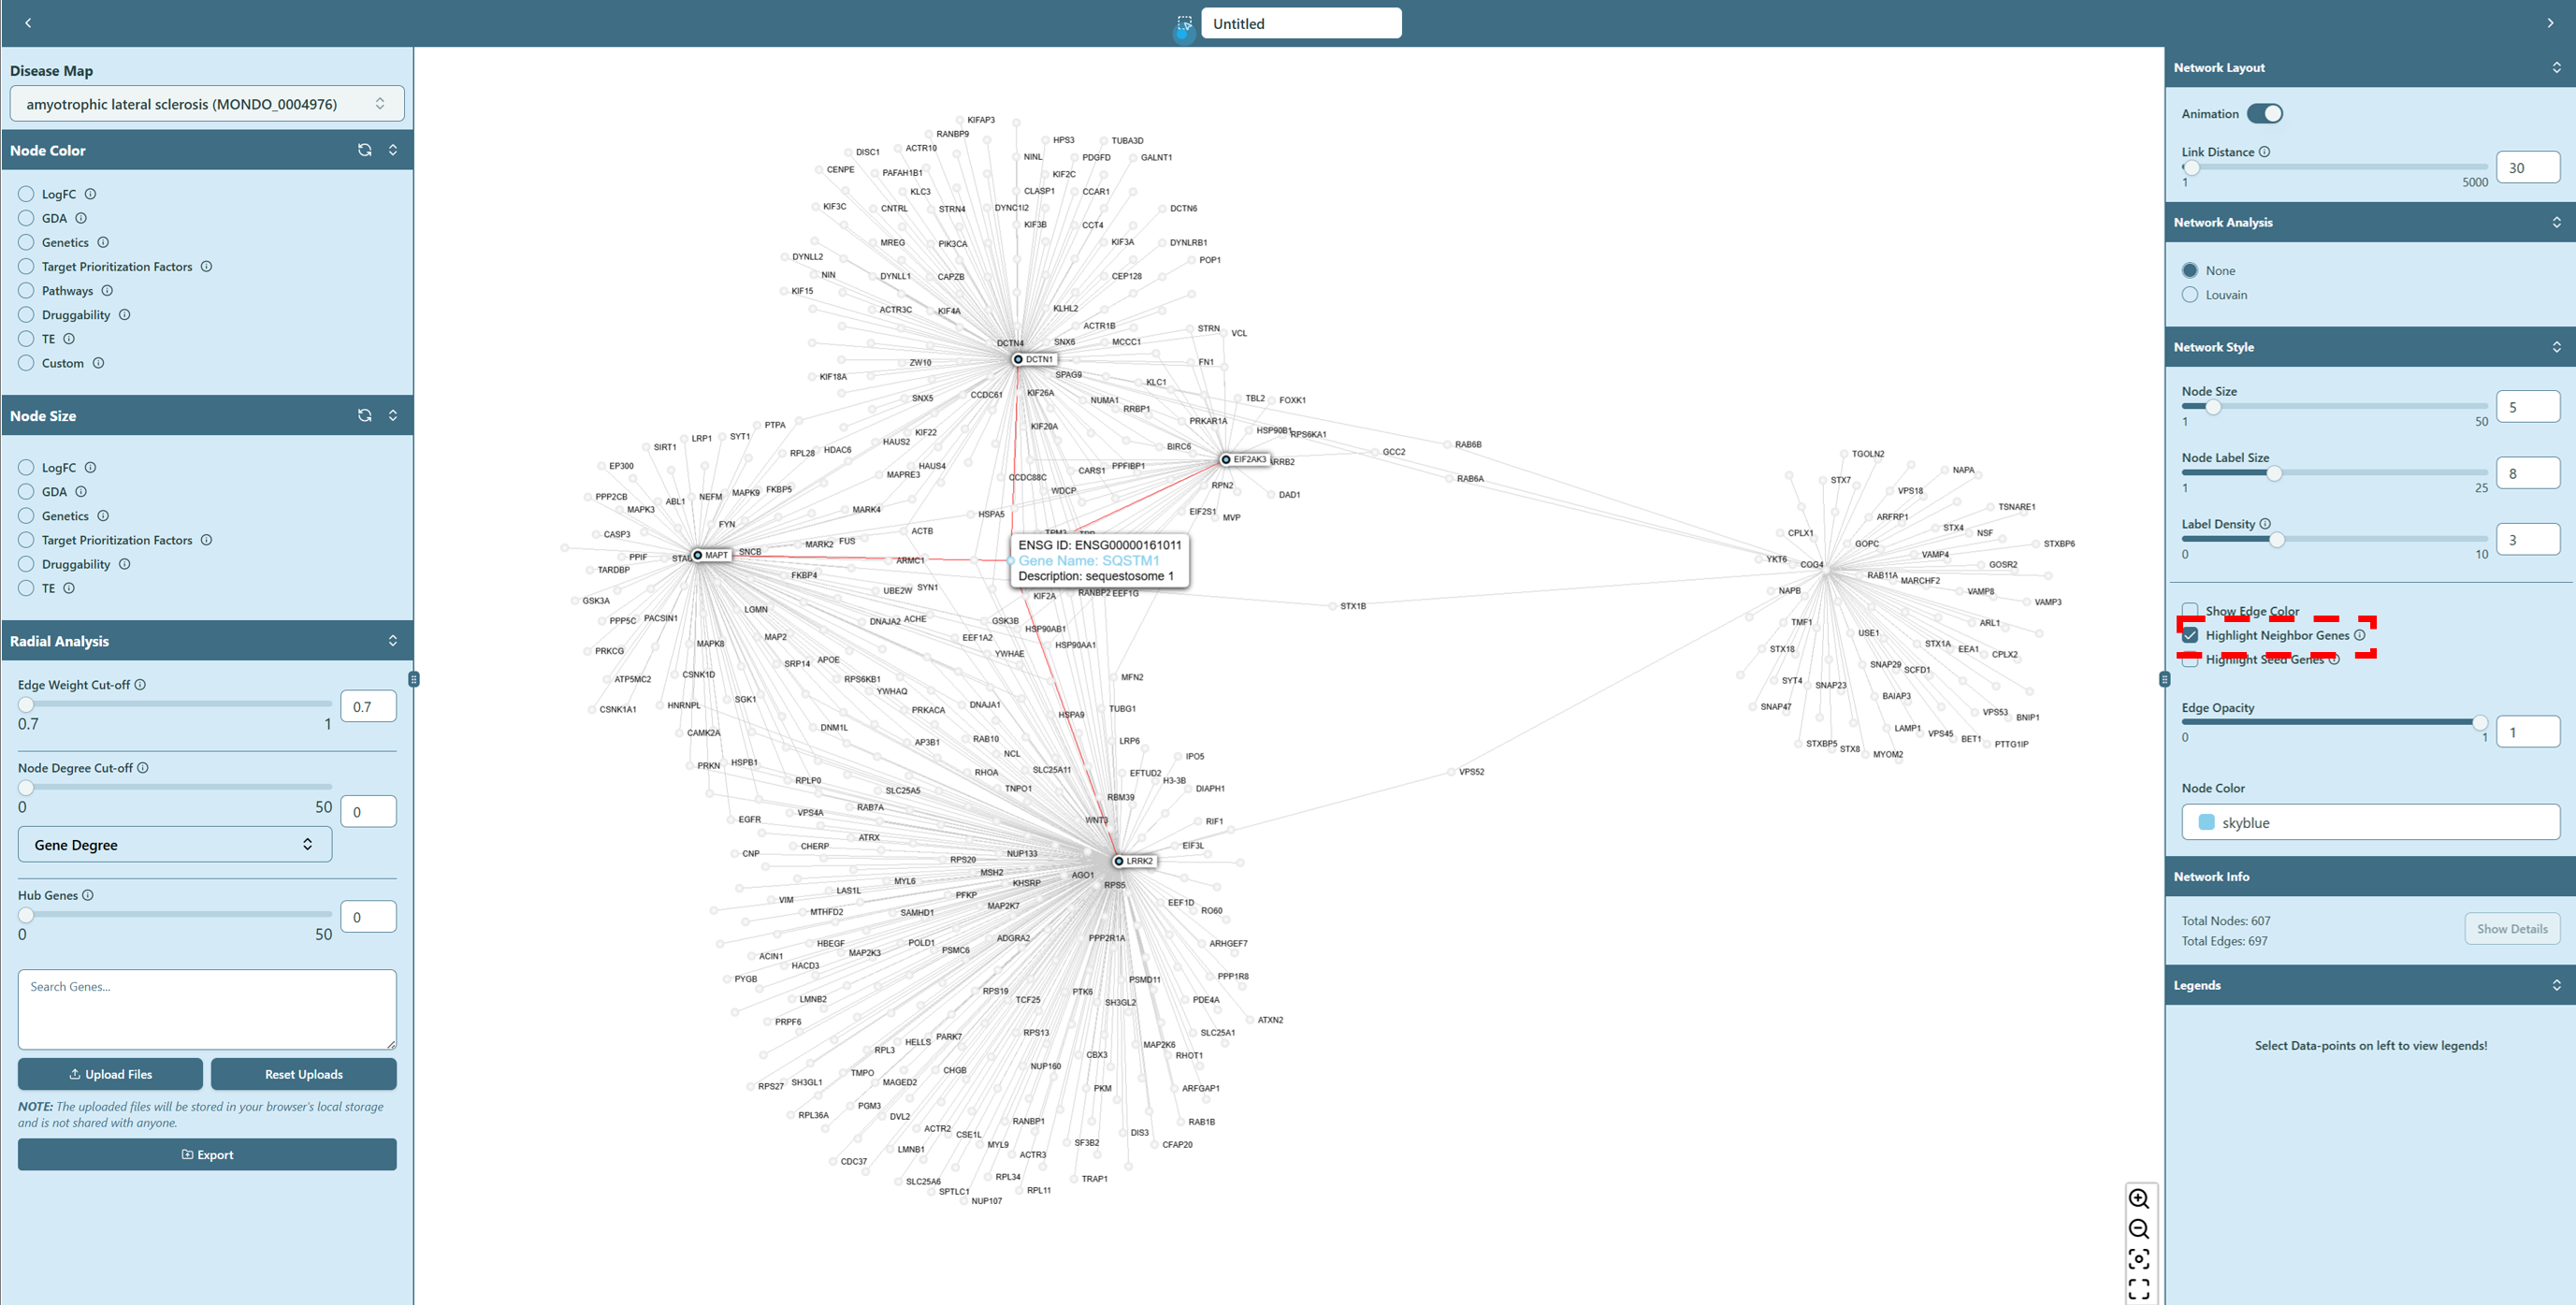 Untitled
Disease Map
amyotrophic lateral sclerosis (MONDO_0004976)
Node Color
LogFC
GDA
Genetics
Target Prioritization Factors
Pathways
Druggability
TE
Custom
Node Size
LogFC
GDA
Genetics
Target Prioritization Factors
Druggability
TE
Radial Analysis
Edge Weight Cut-off
0.7
0.7 1
Node Degree Cut-off
0 50
0
Gene Degree
Hub Genes
0
0 50
Search Genes...
Upload Files Reset Uploads
NOTE: The uploaded files will be stored in your browser's local storage
and is not shared with anyone.
Export
KIFAP3
RANBP9
HPS3 TUBA3D
DISC1 ACTR10
NINL PDGFD GALNT1
CENPE PAFAH1B1 KIF2C
KLC3 CLASP1 CCAR1
KIF3C CNTRL STRN4 DYNC1I2 DCTN6
KIF3B CCT4
MREG PIK3CA KIF3A DYNLRB1
DYNLL2 POP1
NIN DYNLL1 CAPZB CEP128
KIF15
ACTR3C KIF4A KLHL2
ACTR1B STRN VCL
DCTN4 SNX6 MCCC1
DCTN1
ZW10 FN1
KIF18A SPAG9 KLC1
SNX5 CCDC61 KIF26A NUMA1 TBL2 FOXK1
RRBP1
PTPA KIF20A PRKAR1A
LRP1 SYT1 KIF22 HSP90B1 RPS6KA1
SIRT1 RPL28 HDAC6 HAUS2 BIRC6 RAB6B
GCC2
EP300 HAUS4 EIF2AK3
MAPRE3 CCDC88C CARS1 PPFIBP1 RAB6A
PPP2CB ABL1 NEFM MAPK9 FKBP5 WDCP RPN2 DAD1
MAPK3 MARK4 HSPA5 EIF2S1 MVP
FYN
CASP3 ACTB
MARK2 FUS
PPIF MAPT SNCB ARMC1
TARDBP FKBP4
ENSG ID: ENSG00000161011
Gene Name: SQSTM1
Description: sequestosome 1
UBE2W SYN1 KIF2A RANBP2 EEF1G
GSK3A LGMN STX1B
PPP5C PACSIN1 DNAJA2 ACHE GSK3B HSP90AB1
MAP2 EEF1A2 HSP90AA1
PRKCG MAPK8 YWHAE
SRP14 APOE
ATP5MC2 CSNK1D RPS6KB1 MFN2
YWHAQ
CSNK1A1 HNRNPL SGK1 PRKACA DNAJA1 HSPA9 TUBG1
CAMK2A DNM1L AP3B1 RAB10 LRP6
NCL IPO5
PRKN HSPB1 RHOA SLC25A11 EFTUD2 VPS52
RPLP0 SLC25A5 TNPO1 H3-3B DIAPH1
RAB7A RBM39
EGFR VPS4A WNT3 RIF1
ATRX
CNP CHERP NUP133 EIF3L
RPS20 LRRK2
MSH2 AGO1
MYL6 KHSRP RPS5
LAS1L PFKP
VIM MAP2K7 EEF1D
MTHFD2 SAMHD1 RO60
HBEGF POLD1 ADGRA2 PPP2R1A ARHGEF7
ACIN1 MAP2K3 PSMC6
HACD3
PYGB PSMD11 PPP1R8
LMNB2 RPS19 TCF25 PTK6 SH3GL2 PDE4A
PRPF6 ATXN2
RPS13 SLC25A1
HELLS PARK7 MAP2K6
RPL3 CBX3 RHOT1
TMPO CHGB NUP160
RPS27 SH3GL1 MAGED2 PKM ARFGAP1
PGM3
RPL36A DVL2 RANBP1 RAB1B
ACTR2 CSE1L DIS3
LMNB1 MYL9 SF3B2 CFAP20
CDC37 ACTR3
SLC25A6 RPL34 TRAP1
SPTLC1 RPL11
NUP107
TGOLN2
NAPA
STX7 VPS18
TSNARE1
ARFRP1
CPLX1 STX4 NSF
GOPC STXBP6
YKT6 VAMP4
COG4 GOSR2
RAB11A MARCHF2
NAPB VAMP8
VAMP3
TMF1 ARL1
USE1
STX18 STX1A EEA1 CPLX2
SNAP29 SCFD1
SYT4 SNAP23
BAIAP3
SNAP47 VPS53 BNIP1
LAMP1 VPS45
STXBP5 STX8 BET1 PTTG1IP
MYOM2
Network Layout
Animation
Link Distance
30
1 5000
Network Analysis
None
Louvain
Network Style
Node Size
5
1 50
Node Label Size
8
1 25
Label Density
3
0 10
Show Edge Color
Highlight Neighbor Genes
Highlight Seed Genes
Edge Opacity
1
0 1
Node Color
skyblue
Network Info
Total Nodes: 607
Total Edges: 697
Show Details
Legends
Select Data-points on left to view legends!